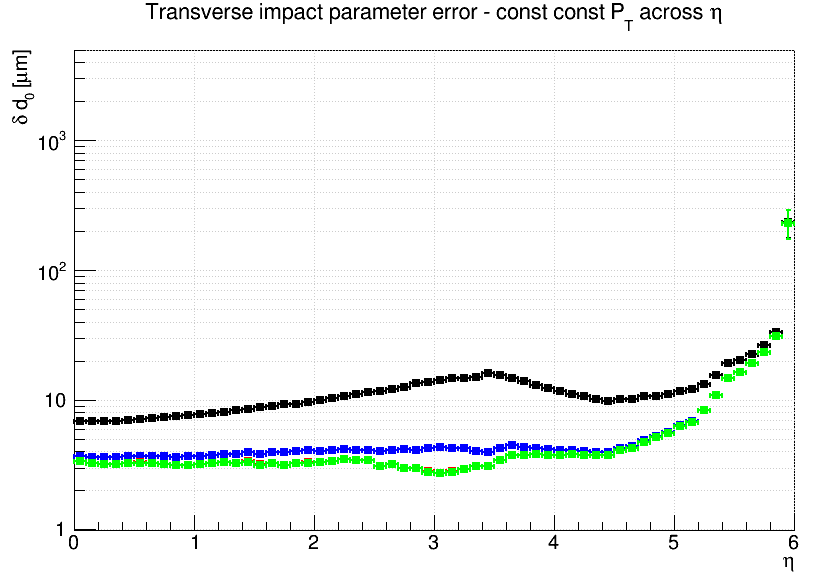 Transverse impact parameter error - const const P_T across η
δ d_0 [μm]
10^3
10^2
10
1
0 1 2 3 4 5 6
η